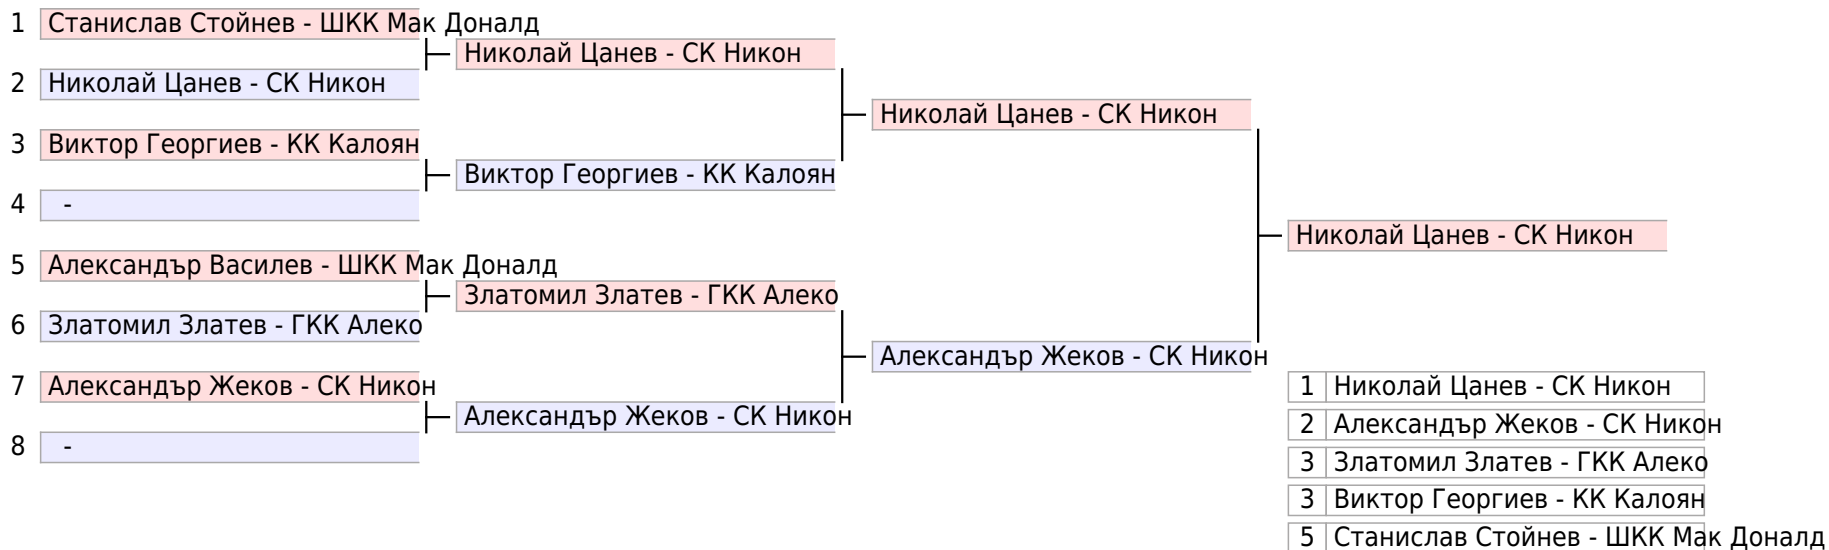 1 Станислав Стойнев - ШКК Мак Доналд
Николай Цанев - СК Никон
2 Николай Цанев - СК Никон
Николай Цанев - СК Никон
3 Виктор Георгиев - КК Калоян
Виктор Георгиев - КК Калоян
4 -
Николай Цанев - СК Никон
5 Александър Василев - ШКК Мак Доналд
Златомил Златев - ГКК Алеко
6 Златомил Златев - ГКК Алеко
Александър Жеков - СК Никон
7 Александър Жеков - СК Никон
Александър Жеков - СК Никон
8 -
1 Николай Цанев - СК Никон
2 Александър Жеков - СК Никон
3 Златомил Златев - ГКК Алеко
3 Виктор Георгиев - КК Калоян
5 Станислав Стойнев - ШКК Мак Доналд